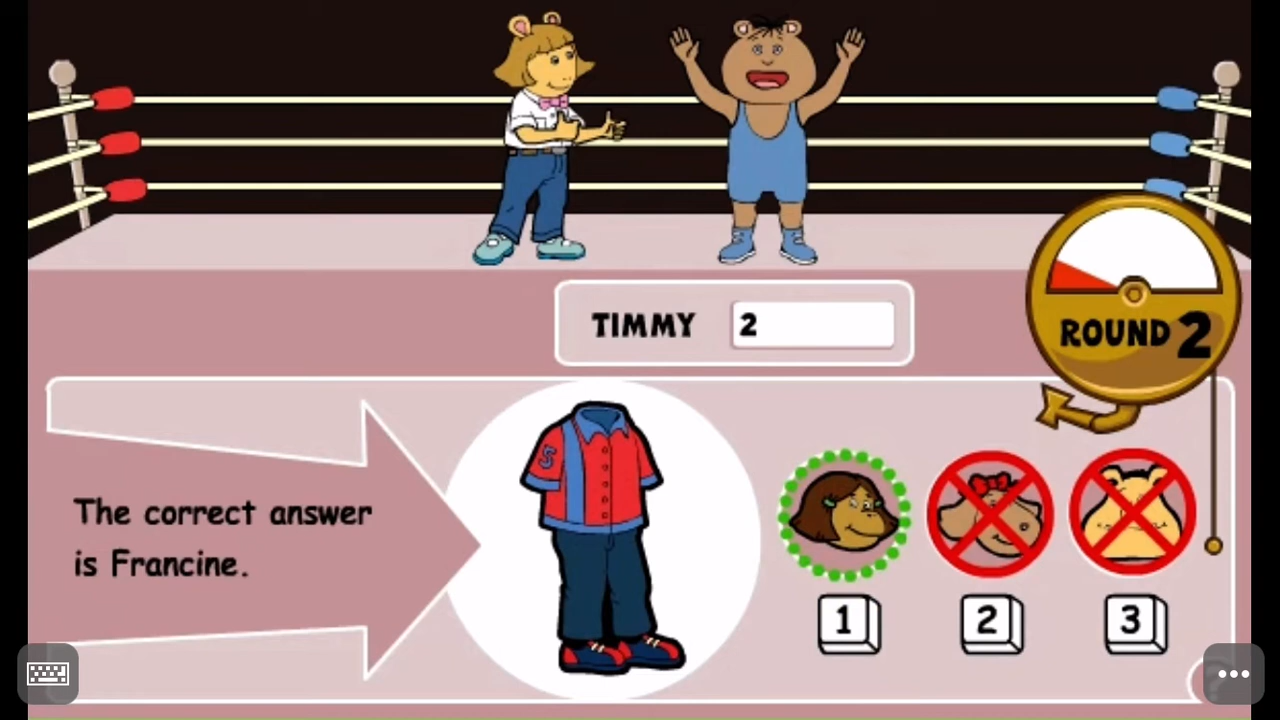 TIMMY 2
ROUND 2
5
The correct answer
is Francine.
1 2 3